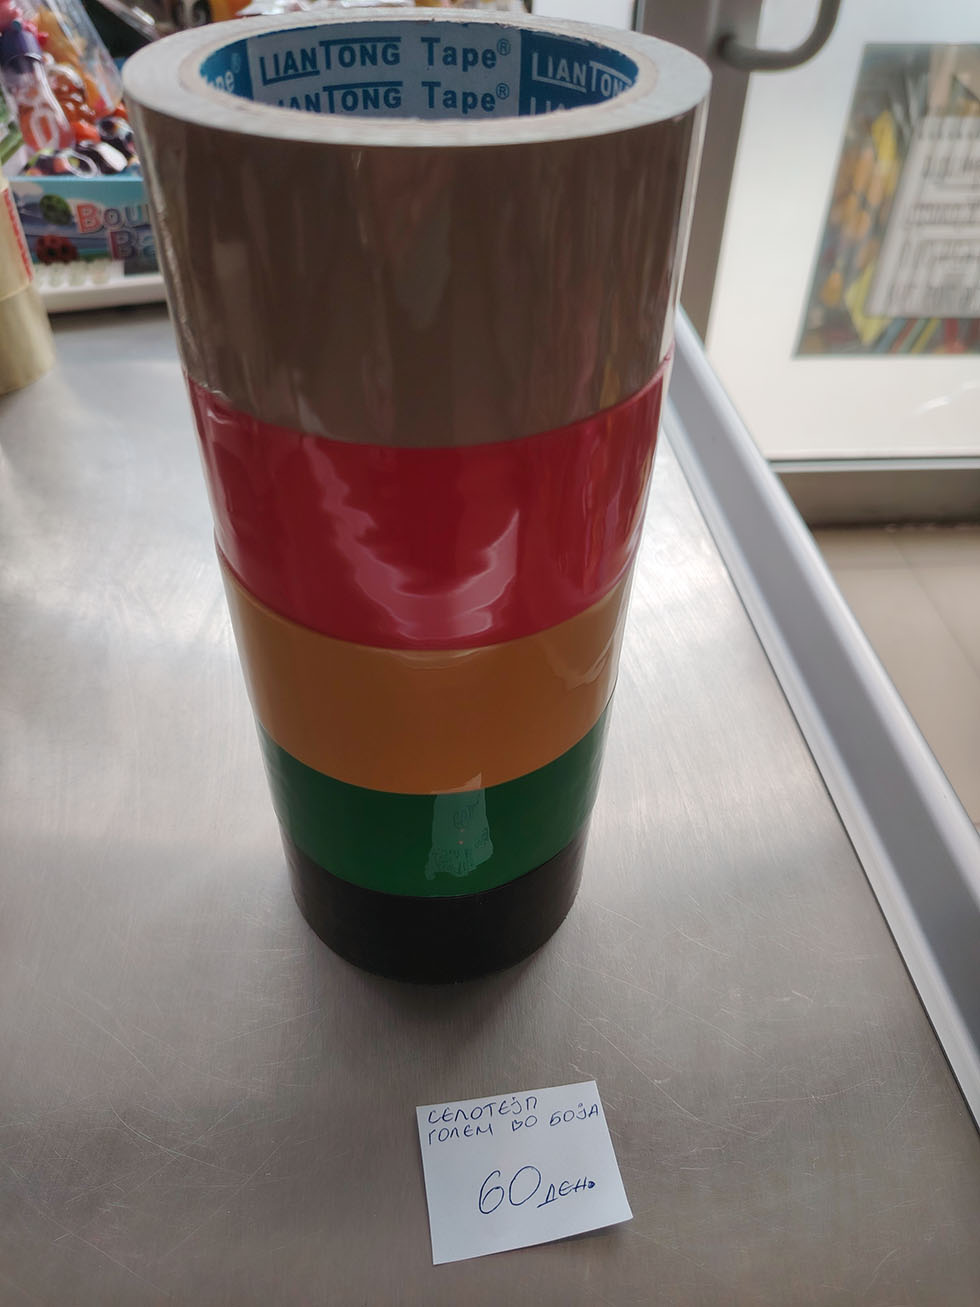 LIANTONG Tape® LIANTONG
LIANTONG Tape®
СЕЛОТЕЈП
ГОЛЕМ ВО БОЈА
60 ДЕН.